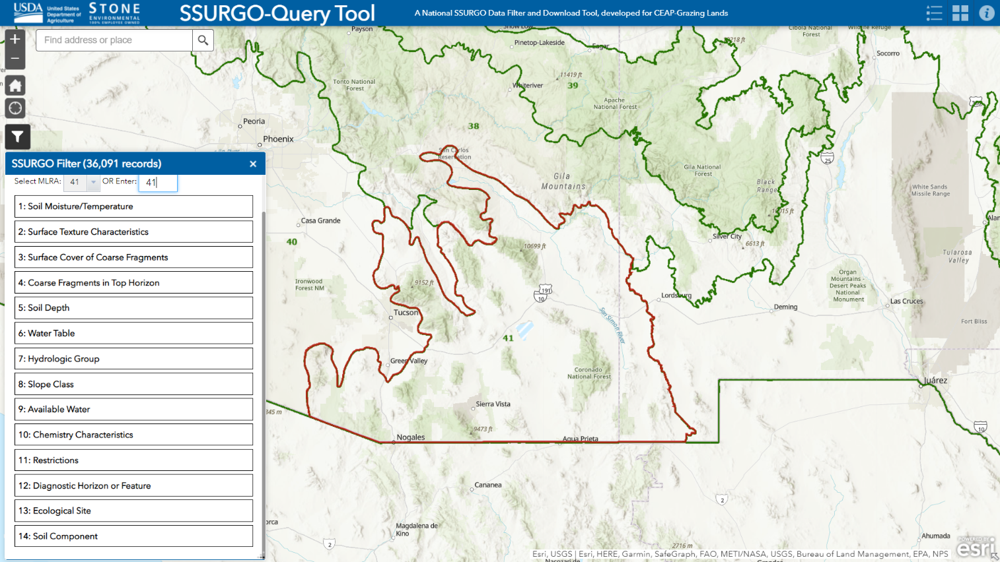 USDA
United States
Department of
Agriculture
STONE
ENVIRONMENTAL
100% EMPLOYEE OWNED
SSURGO-Query Tool
A National SSURGO Data Filter and Download Tool, developed for CEAP-Grazing Lands
Find address or place
SSURGO Filter (36,091 records)
Select MLRA: 41 OR Enter: 41
1: Soil Moisture/Temperature
2: Surface Texture Characteristics
3: Surface Cover of Coarse Fragments
4: Coarse Fragments in Top Horizon
5: Soil Depth
6: Water Table
7: Hydrologic Group
8: Slope Class
9: Available Water
10: Chemistry Characteristics
11: Restrictions
12: Diagnostic Horizon or Feature
13: Ecological Site
14: Soil Component
Payson
Show Low
Pinetop-Lakeside
Eagar
Cibola National
Forest
Wildlife Refuge
Socorro
Tonto National
Forest
11419 ft
Whiteriver
39
Apache
National Forest
380
Peoria
Phoenix
38
San Carlos
Reservation
Gila
Mountains
Gila National
Forest
25
Black
Range
White Sands
Missile Range
10015 ft
Casa Grande
40
10699 ft
Silver City
6613 ft
Tularosa
Valley
Ironwood
Forest NM
9152 ft
191
10
Lordsburg
Organ
Mountains -
Desert Peaks
National
Monument
Las Cruces
Deming
Fort Bliss
Tucson
San Simon River
41
Green Valley
Coronado
National Forest
Juárez
Sierra Vista
845 m
9473 ft
Nogales
Agua Prieta
10
Cananea
2
Magdalena de
Kino
2
2716 m
Ahumada
Esri, USGS | Esri, HERE, Garmin, SafeGraph, FAO, METI/NASA, USGS, Bureau of Land Management, EPA, NPS
POWERED BY
esri